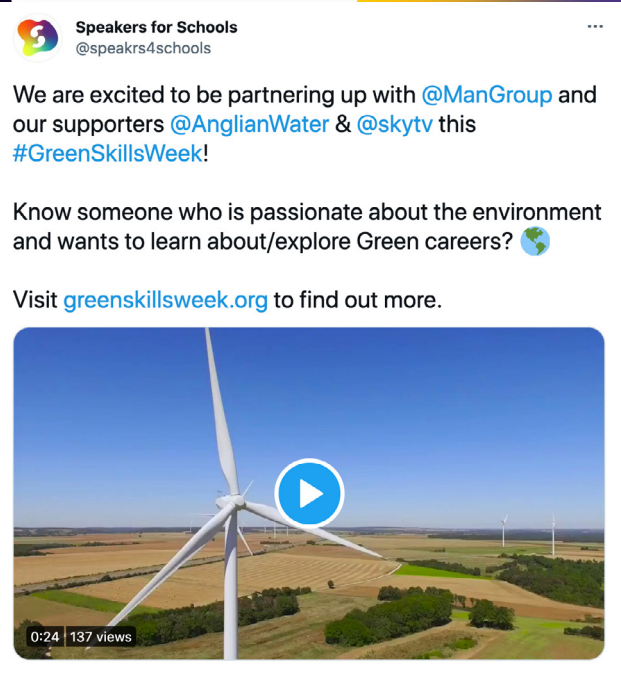 Speakers for Schools
@speakrs4schools
We are excited to be partnering up with @ManGroup and
our supporters @AnglianWater & @skytv this
#GreenSkillsWeek!
Know someone who is passionate about the environment
and wants to learn about/explore Green careers? 🌎
Visit greenskillsweek.org to find out more.
0:24 137 views